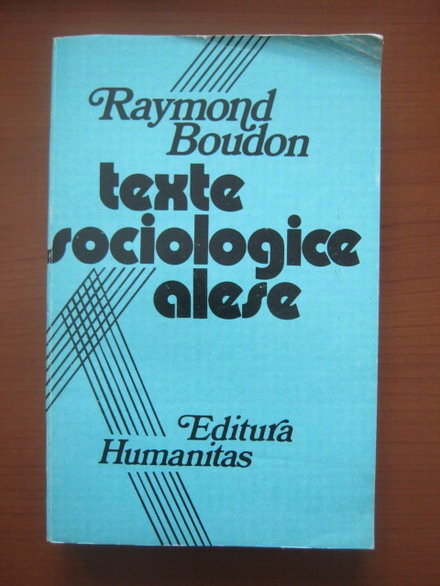 Raymond
Boudon
texte
sociologice
alese
Editura
Humanitas